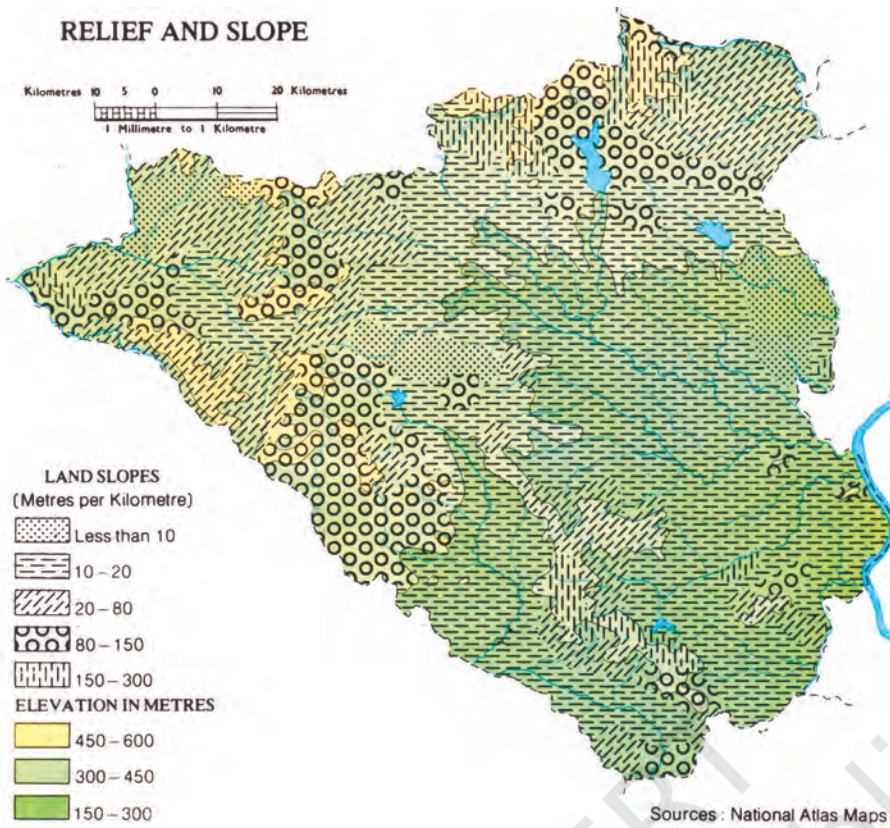 RELIEF AND SLOPE
Kilometres 10 5 0 10 20 Kilometres
1 Millimetre to 1 Kilometre
LAND SLOPES
(Metres per Kilometre)
Less than 10
10 – 20
20 – 80
80 – 150
150 – 300
ELEVATION IN METRES
450 – 600
300 – 450
150 – 300
Sources : National Atlas Maps